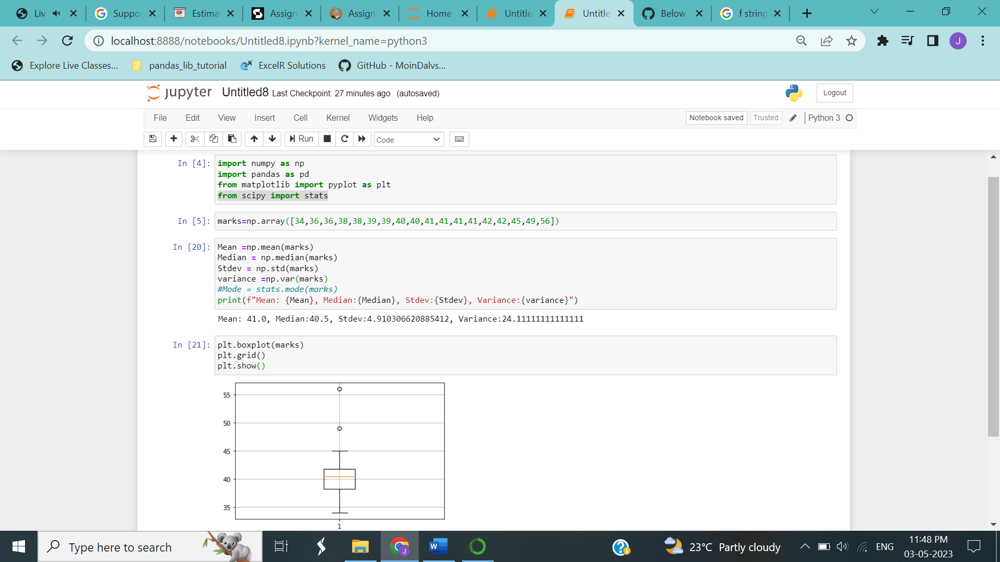 Liv
Suppos
Estima
Assign
Assign
Home
Untitle
Untitle
Below
f string
localhost:8888/notebooks/Untitled8.ipynb?kernel_name=python3
J
Explore Live Classes...
pandas_lib_tutorial
ExcelR Solutions
GitHub - MoinDalvs...
jupyter Untitled8 Last Checkpoint: 27 minutes ago (autosaved)
Logout
File Edit View Insert Cell Kernel Widgets Help
Notebook saved Trusted Python 3
Run Code
In [4]: import numpy as np
import pandas as pd
from matplotlib import pyplot as plt
from scipy import stats
In [5]: marks=np.array([34,36,36,38,38,39,39,40,40,41,41,41,41,42,42,45,49,56])
In [20]: Mean =np.mean(marks)
Median = np.median(marks)
Stdev = np.std(marks)
variance =np.var(marks)
#Mode = stats.mode(marks)
print(f"Mean: {Mean}, Median:{Median}, Stdev:{Stdev}, Variance:{variance}")
Mean: 41.0, Median:40.5, Stdev:4.910306620885412, Variance:24.11111111111111
In [21]: plt.boxplot(marks)
plt.grid()
plt.show()
55
50
45
40
35
1
Type here to search
23°C Partly cloudy
ENG
11:48 PM
03-05-2023